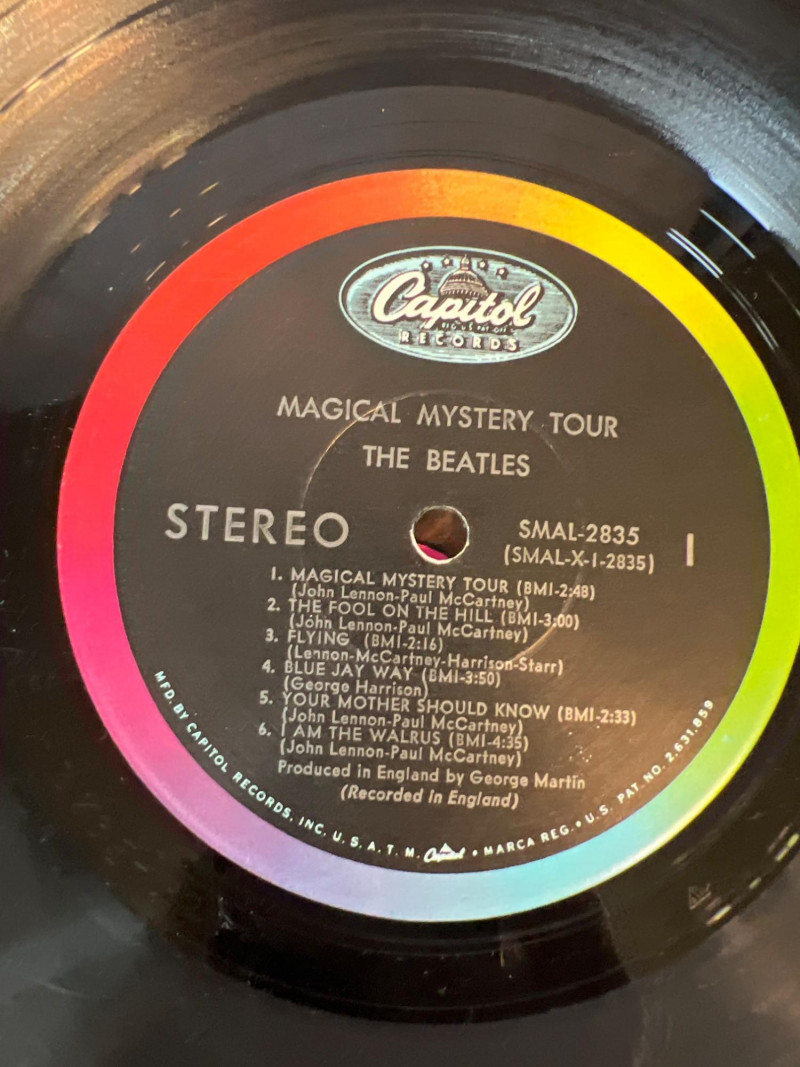 Capitol
RECORDS
MAGICAL MYSTERY TOUR
THE BEATLES
STEREO
SMAL-2835
(SMAL-X-1-2835)
1
1. MAGICAL MYSTERY TOUR (BMI-2:48)
(John Lennon-Paul McCartney)
2. THE FOOL ON THE HILL (BMI-3:00)
(John Lennon-Paul McCartney)
3. FLYING (BMI-2:16)
(Lennon-McCartney-Harrison-Starr)
4. BLUE JAY WAY (BMI-3:50)
(George Harrison)
5. YOUR MOTHER SHOULD KNOW (BMI-2:33)
(John Lennon-Paul McCartney)
6. I AM THE WALRUS (BMI-4:35)
(John Lennon-Paul McCartney)
Produced in England by George Martin
(Recorded in England)
MFD. BY CAPITOL RECORDS, INC. U. S. A. T. M. Capitol • MARCA REG. • U.S. PAT. NO. 2,631,859